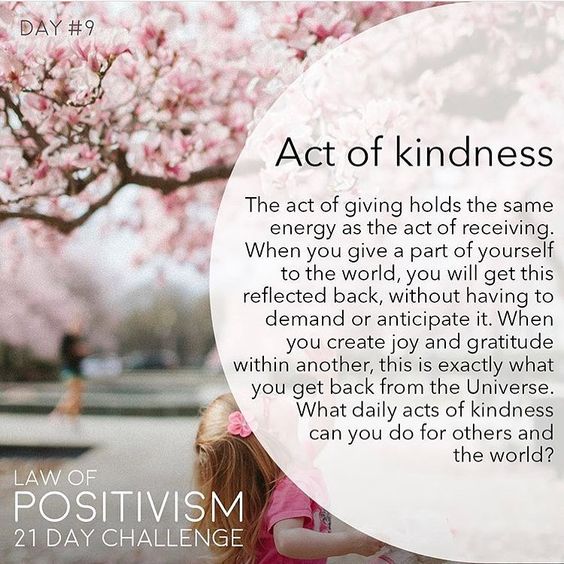 DAY #9
Act of kindness
The act of giving holds the same
energy as the act of receiving.
When you give a part of yourself
to the world, you will get this
reflected back, without having to
demand or anticipate it. When
you create joy and gratitude
within another, this is exactly what
you get back from the Universe.
What daily acts of kindness
can you do for others and
the world?
LAW OF
POSITIVISM
21 DAY CHALLENGE